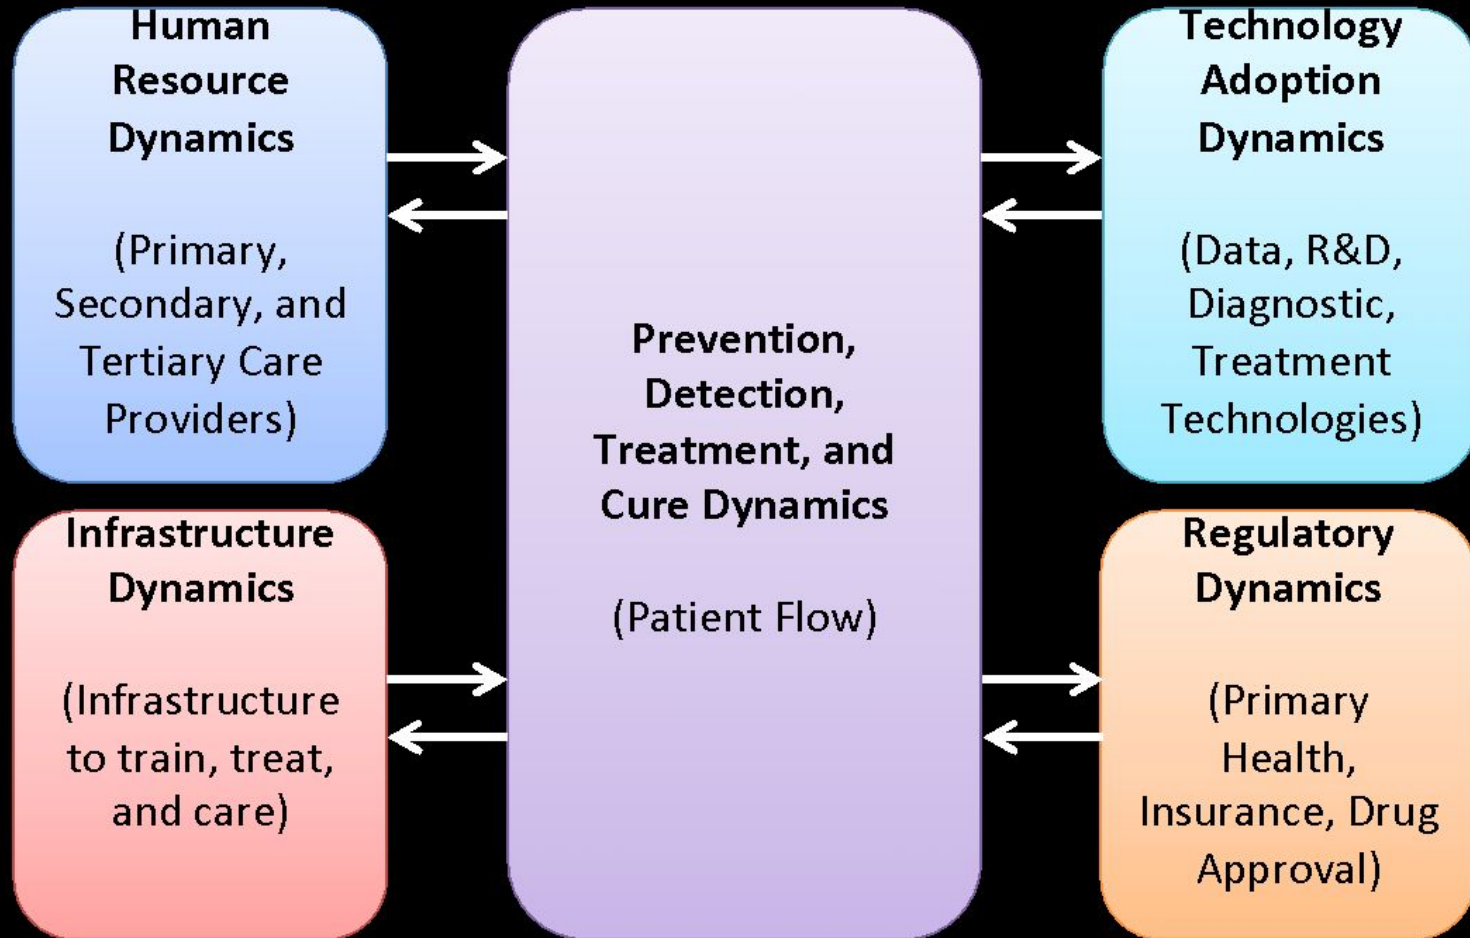 Human
Resource
Dynamics
(Primary,
Secondary, and
Tertiary Care
Providers)
Infrastructure
Dynamics
(Infrastructure
to train, treat,
and care)
Prevention,
Detection,
Treatment, and
Cure Dynamics
(Patient Flow)
Technology
Adoption
Dynamics
(Data, R&D,
Diagnostic,
Treatment
Technologies)
Regulatory
Dynamics
(Primary
Health,
Insurance, Drug
Approval)